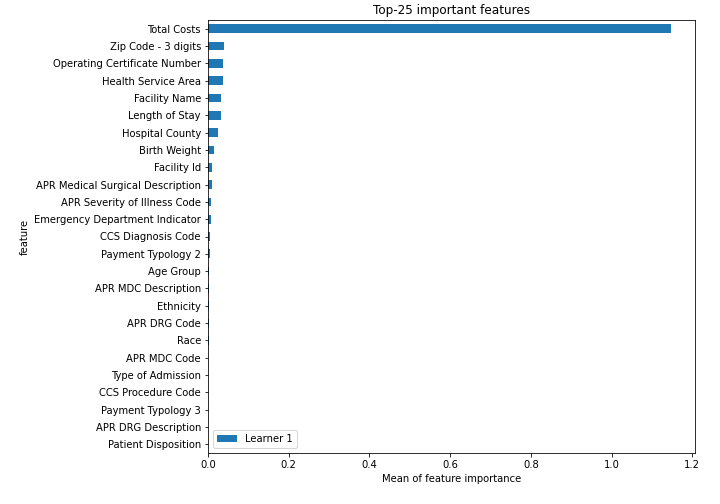 Top-25 important features
feature
Total Costs
Zip Code - 3 digits
Operating Certificate Number
Health Service Area
Facility Name
Length of Stay
Hospital County
Birth Weight
Facility Id
APR Medical Surgical Description
APR Severity of Illness Code
Emergency Department Indicator
CCS Diagnosis Code
Payment Typology 2
Age Group
APR MDC Description
Ethnicity
APR DRG Code
Race
APR MDC Code
Type of Admission
CCS Procedure Code
Payment Typology 3
APR DRG Description
Patient Disposition
Learner 1
0.0 0.2 0.4 0.6 0.8 1.0 1.2
Mean of feature importance